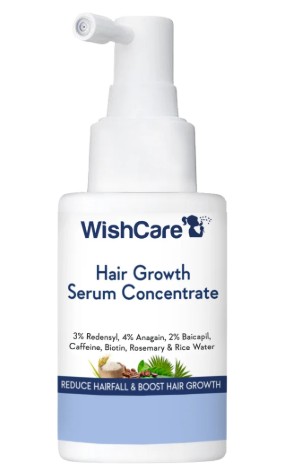 WishCare
Hair Growth
Serum Concentrate
3% Redensyl, 4% Anagain, 2% Baicapil,
Caffeine, Biotin, Rosemary & Rice Water
REDUCE HAIRFALL & BOOST HAIR GROWTH